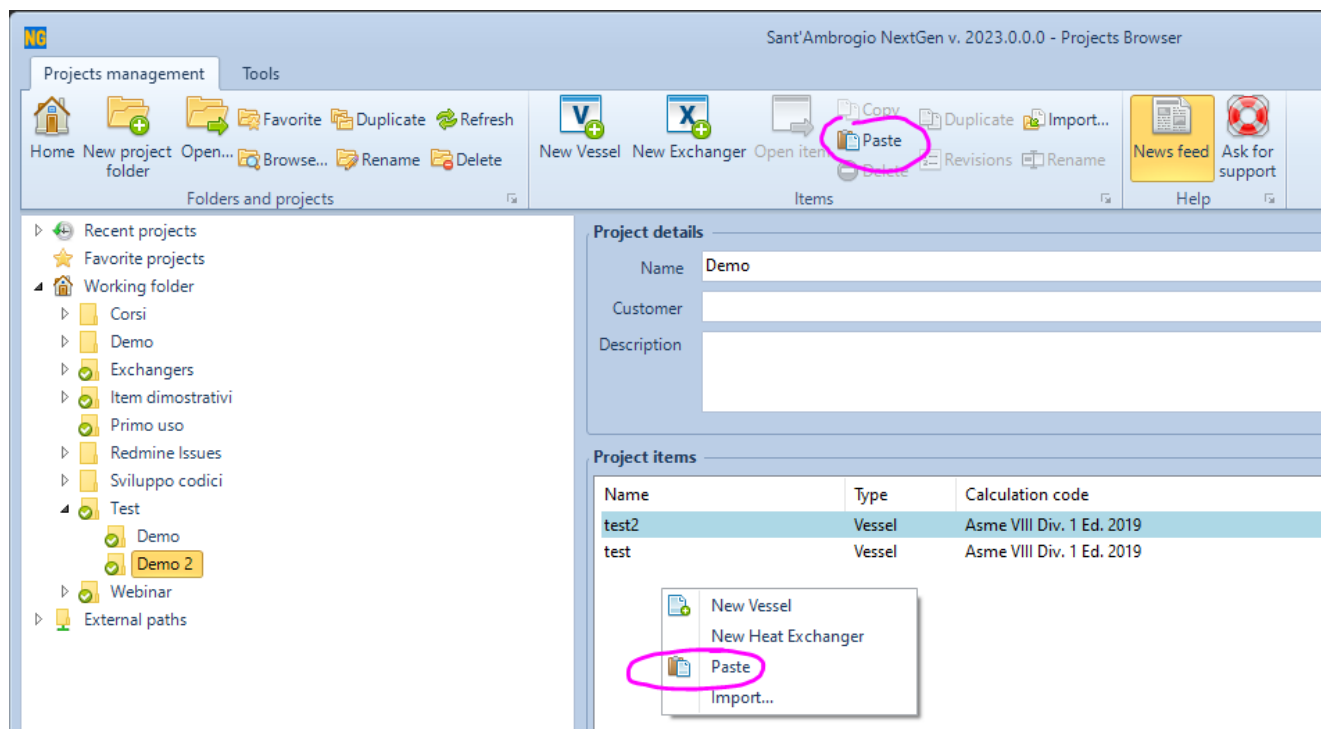 NG
Sant'Ambrogio NextGen v. 2023.0.0.0 - Projects Browser
Projects management Tools
Home New project folder Open... Favorite Duplicate Refresh
Browse... Rename Delete
Folders and projects
New Vessel New Exchanger Open item Copy Duplicate Import...
Paste
Delete Revisions Rename
Items
News feed Ask for support
Help
Recent projects
Favorite projects
Working folder
Corsi
Demo
Exchangers
Item dimostrativi
Primo uso
Redmine Issues
Sviluppo codici
Test
Demo
Demo 2
Webinar
External paths
Project details
Name Demo
Customer
Description
Project items
Name Type Calculation code
test2 Vessel Asme VIII Div. 1 Ed. 2019
test Vessel Asme VIII Div. 1 Ed. 2019
New Vessel
New Heat Exchanger
Paste
Import...